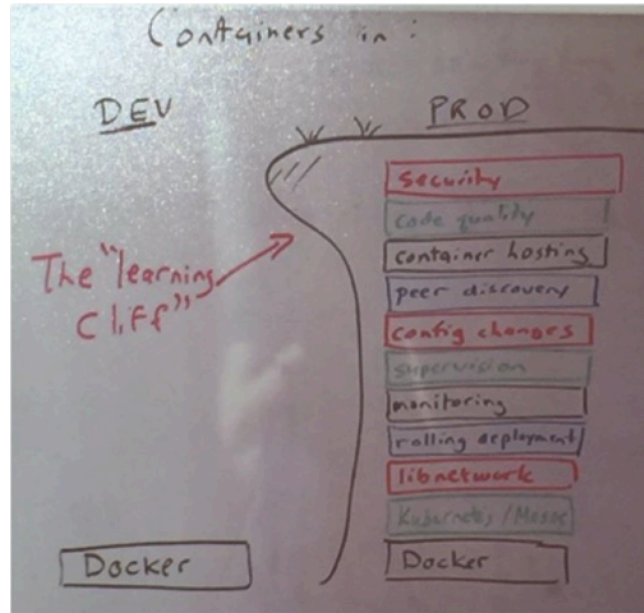 Containers in:
DEV
PROD
The "learning
Cliff"
security
code quality
container hosting
peer discovery
config changes
supervision
monitoring
rolling deployment
libnetwork
Kubernetes/Mesos
Docker
Docker